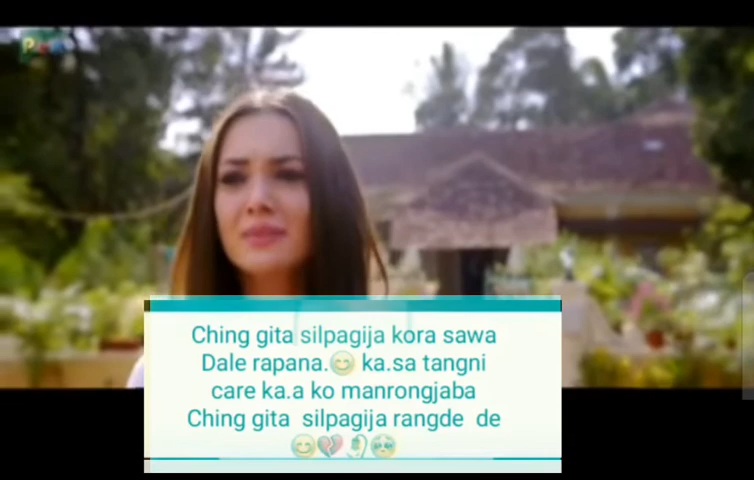 Ching gita silpagija kora sawa
Dale rapana.😊 ka.sa tangni
care ka.a ko manrongjaba
Ching gita silpagija rangde de
😊💔👂🥺